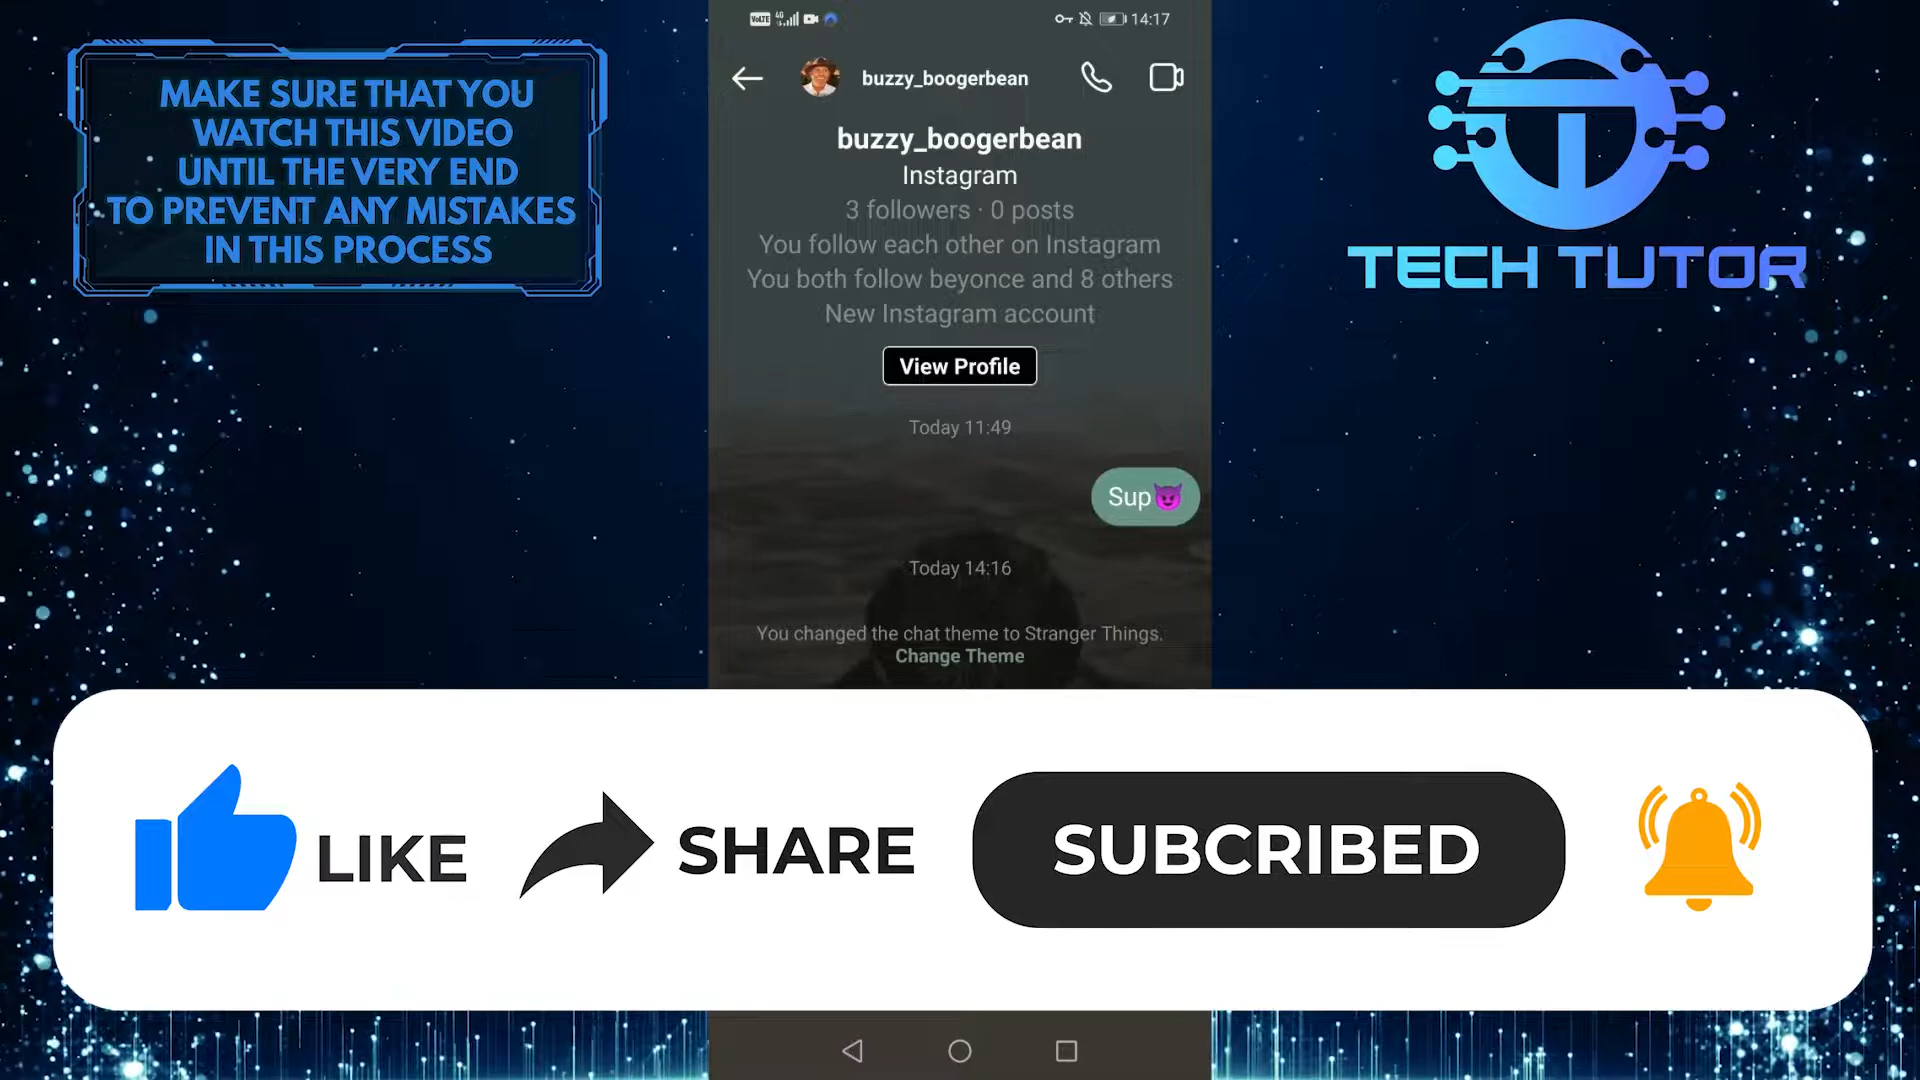 MAKE SURE THAT YOU
WATCH THIS VIDEO
UNTIL THE VERY END
TO PREVENT ANY MISTAKES
IN THIS PROCESS
VoLTE 4G 14:17
buzzy_boogerbean
buzzy_boogerbean
Instagram
3 followers · 0 posts
You follow each other on Instagram
You both follow beyonce and 8 others
New Instagram account
View Profile
Today 11:49
Sup😈
Today 14:16
You changed the chat theme to Stranger Things.
Change Theme
TECH TUTOR
LIKE
SHARE
SUBCRIBED